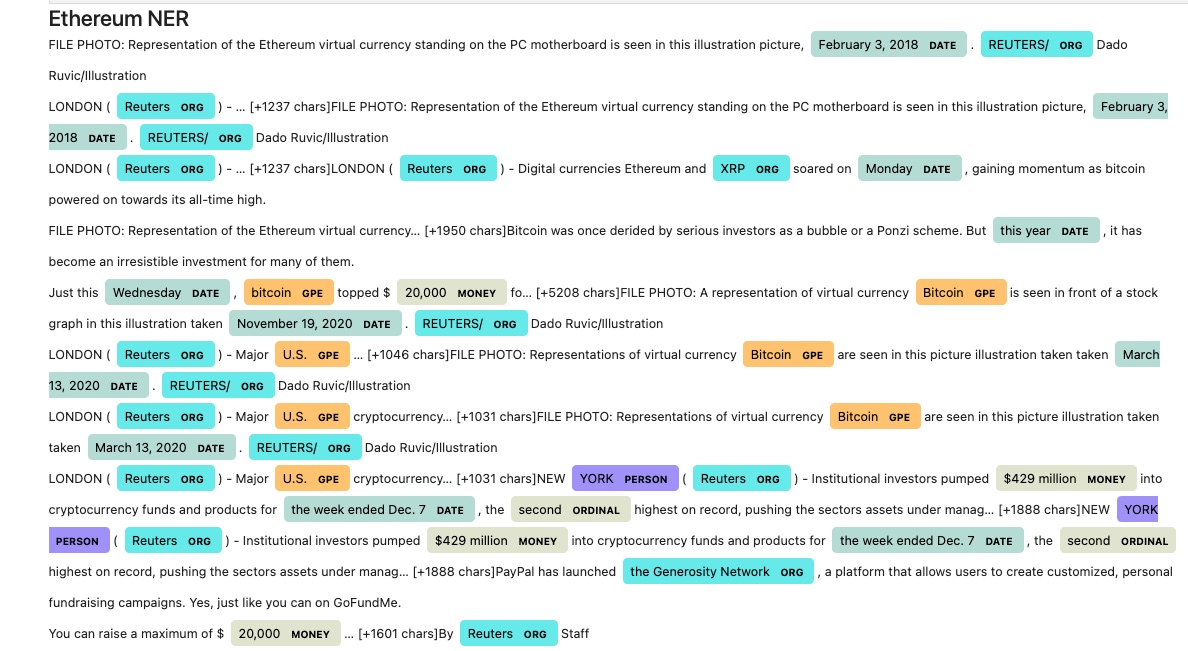 Ethereum NER
FILE PHOTO: Representation of the Ethereum virtual currency standing on the PC motherboard is seen in this illustration picture, February 3, 2018 DATE . REUTERS/ ORG Dado
Ruvic/Illustration
LONDON ( Reuters ORG ) - … [+1237 chars]FILE PHOTO: Representation of the Ethereum virtual currency standing on the PC motherboard is seen in this illustration picture, February 3,
2018 DATE . REUTERS/ ORG Dado Ruvic/Illustration
LONDON ( Reuters ORG ) - … [+1237 chars]LONDON ( Reuters ORG ) - Digital currencies Ethereum and XRP ORG soared on Monday DATE , gaining momentum as bitcoin
powered on towards its all-time high.
FILE PHOTO: Representation of the Ethereum virtual currency… [+1950 chars]Bitcoin was once derided by serious investors as a bubble or a Ponzi scheme. But this year DATE , it has
become an irresistible investment for many of them.
Just this Wednesday DATE , bitcoin GPE topped $ 20,000 MONEY fo… [+5208 chars]FILE PHOTO: A representation of virtual currency Bitcoin GPE is seen in front of a stock
graph in this illustration taken November 19, 2020 DATE . REUTERS/ ORG Dado Ruvic/Illustration
LONDON ( Reuters ORG ) - Major U.S. GPE … [+1046 chars]FILE PHOTO: Representations of virtual currency Bitcoin GPE are seen in this picture illustration taken taken March
13, 2020 DATE . REUTERS/ ORG Dado Ruvic/Illustration
LONDON ( Reuters ORG ) - Major U.S. GPE cryptocurrency… [+1031 chars]FILE PHOTO: Representations of virtual currency Bitcoin GPE are seen in this picture illustration taken
taken March 13, 2020 DATE . REUTERS/ ORG Dado Ruvic/Illustration
LONDON ( Reuters ORG ) - Major U.S. GPE cryptocurrency… [+1031 chars]NEW YORK PERSON ( Reuters ORG ) - Institutional investors pumped $429 million MONEY into
cryptocurrency funds and products for the week ended Dec. 7 DATE , the second ORDINAL highest on record, pushing the sectors assets under manag… [+1888 chars]NEW YORK
PERSON ( Reuters ORG ) - Institutional investors pumped $429 million MONEY into cryptocurrency funds and products for the week ended Dec. 7 DATE , the second ORDINAL
highest on record, pushing the sectors assets under manag… [+1888 chars]PayPal has launched the Generosity Network ORG , a platform that allows users to create customized, personal
fundraising campaigns. Yes, just like you can on GoFundMe.
You can raise a maximum of $ 20,000 MONEY … [+1601 chars]By Reuters ORG Staff